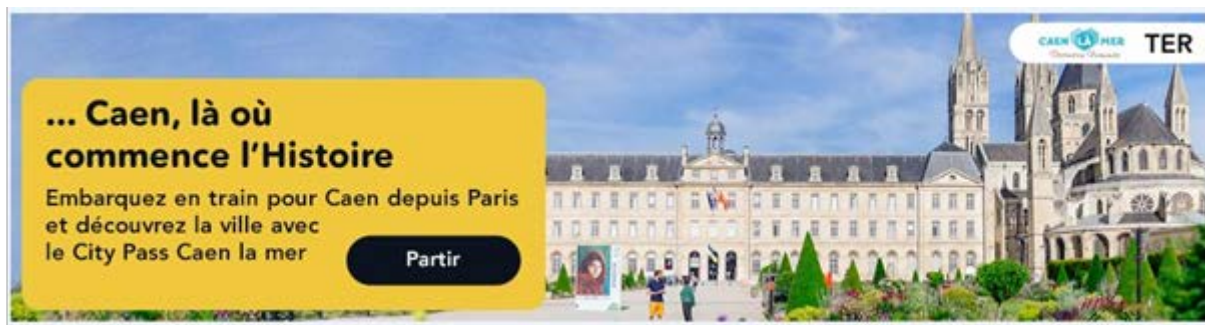 ... Caen, là où
commence l’Histoire
Embarquez en train pour Caen depuis Paris
et découvrez la ville avec
le City Pass Caen la mer
Partir
CAEN LÀ MER
TER